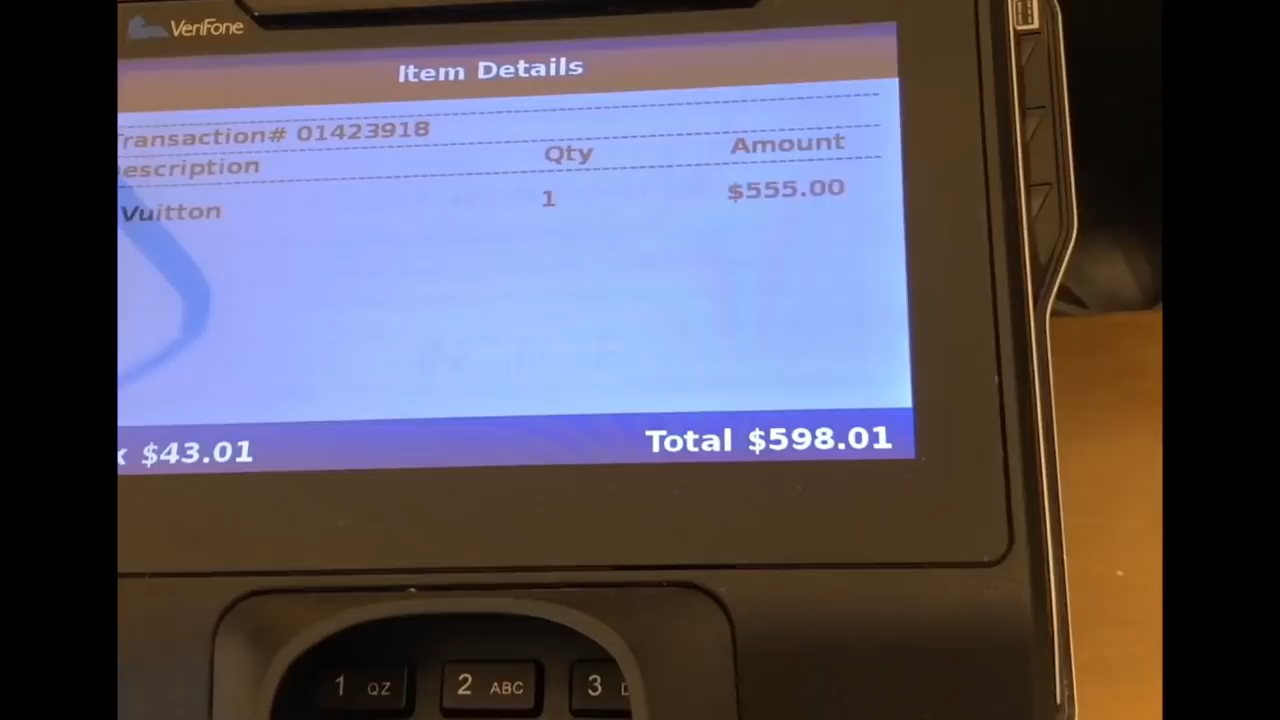 VeriFone
Item Details
Transaction# 01423918
escription Qty Amount
Vuitton 1 $555.00
x $43.01 Total $598.01
1 QZ 2 ABC 3 D